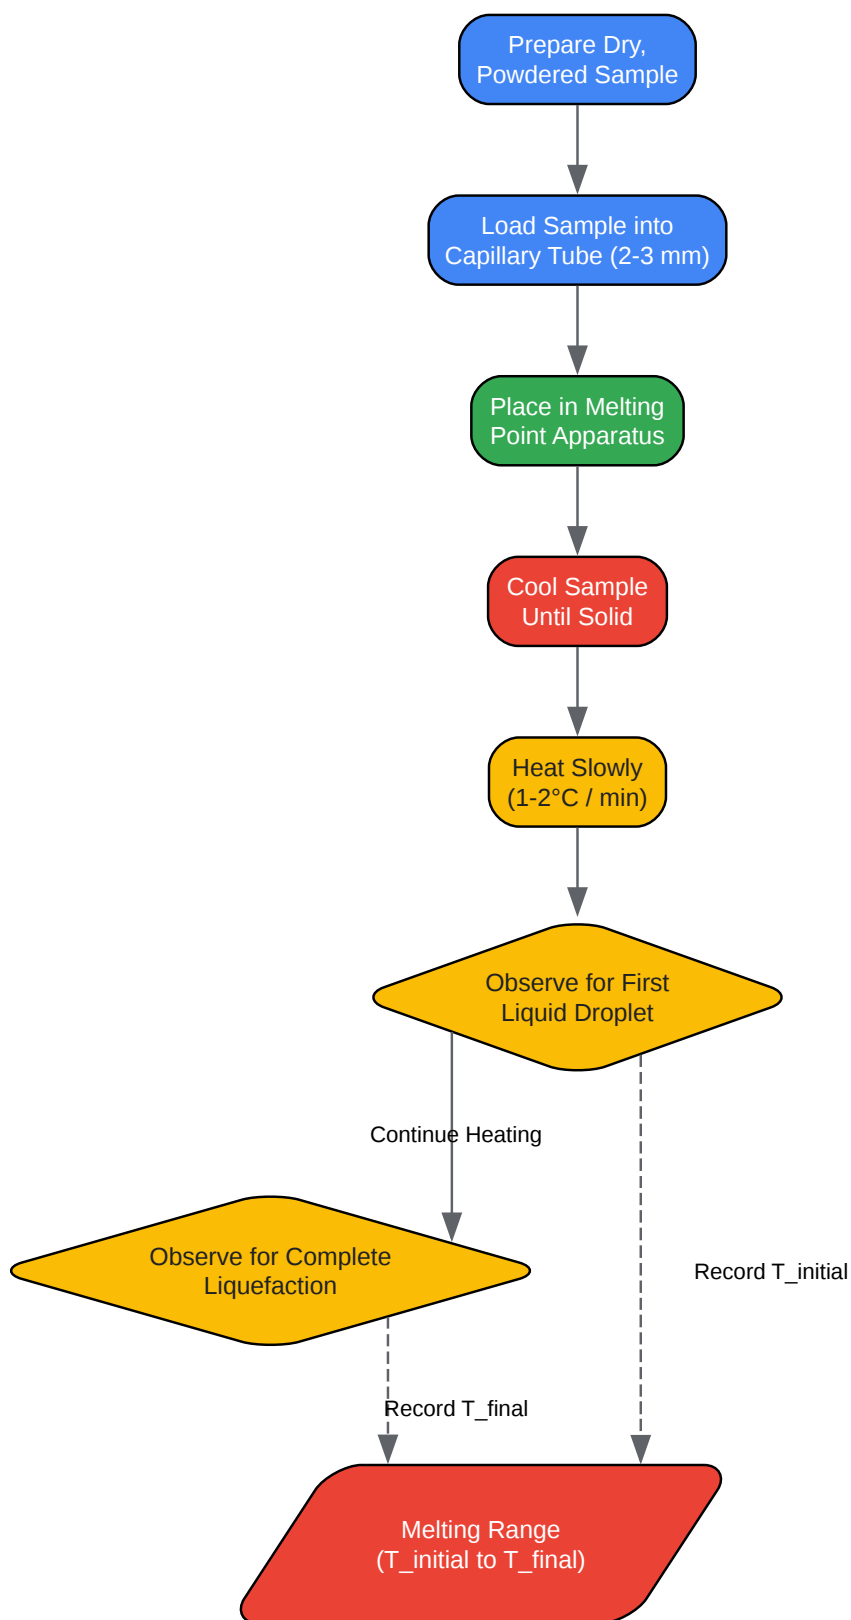 Prepare Dry,
Powdered Sample
Load Sample into
Capillary Tube (2-3 mm)
Place in Melting
Point Apparatus
Cool Sample
Until Solid
Heat Slowly
(1-2°C / min)
Observe for First
Liquid Droplet
Continue Heating
Observe for Complete
Liquefaction
Record T_initial
Record T_final
Melting Range
(T_initial to T_final)